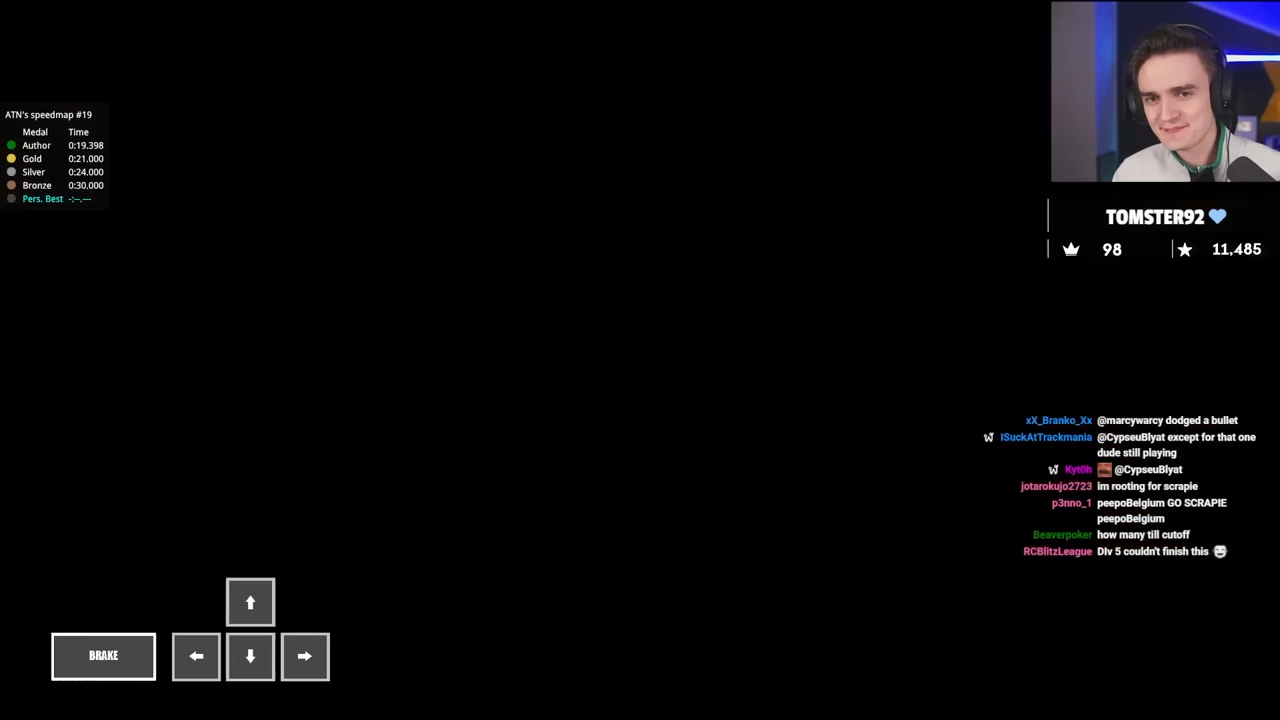 ATN's speedmap #19
Medal Time
Author 0:19.398
Gold 0:21.000
Silver 0:24.000
Bronze 0:30.000
Pers. Best -:--.---
TOMSTER92
98 11,485
xX_Branko_Xx @marcywarcy dodged a bullet
ISuckAtTrackmania @CypseuBlyat except for that one
dude still playing
Kyt0h @CypseuBlyat
jotarokujo2723 im rooting for scrapie
p3nno_1 peepoBelgium GO SCRAPIE
peepoBelgium
Beaverpoker how many till cutoff
RCBlitzLeague DIv 5 couldn't finish this
BRAKE